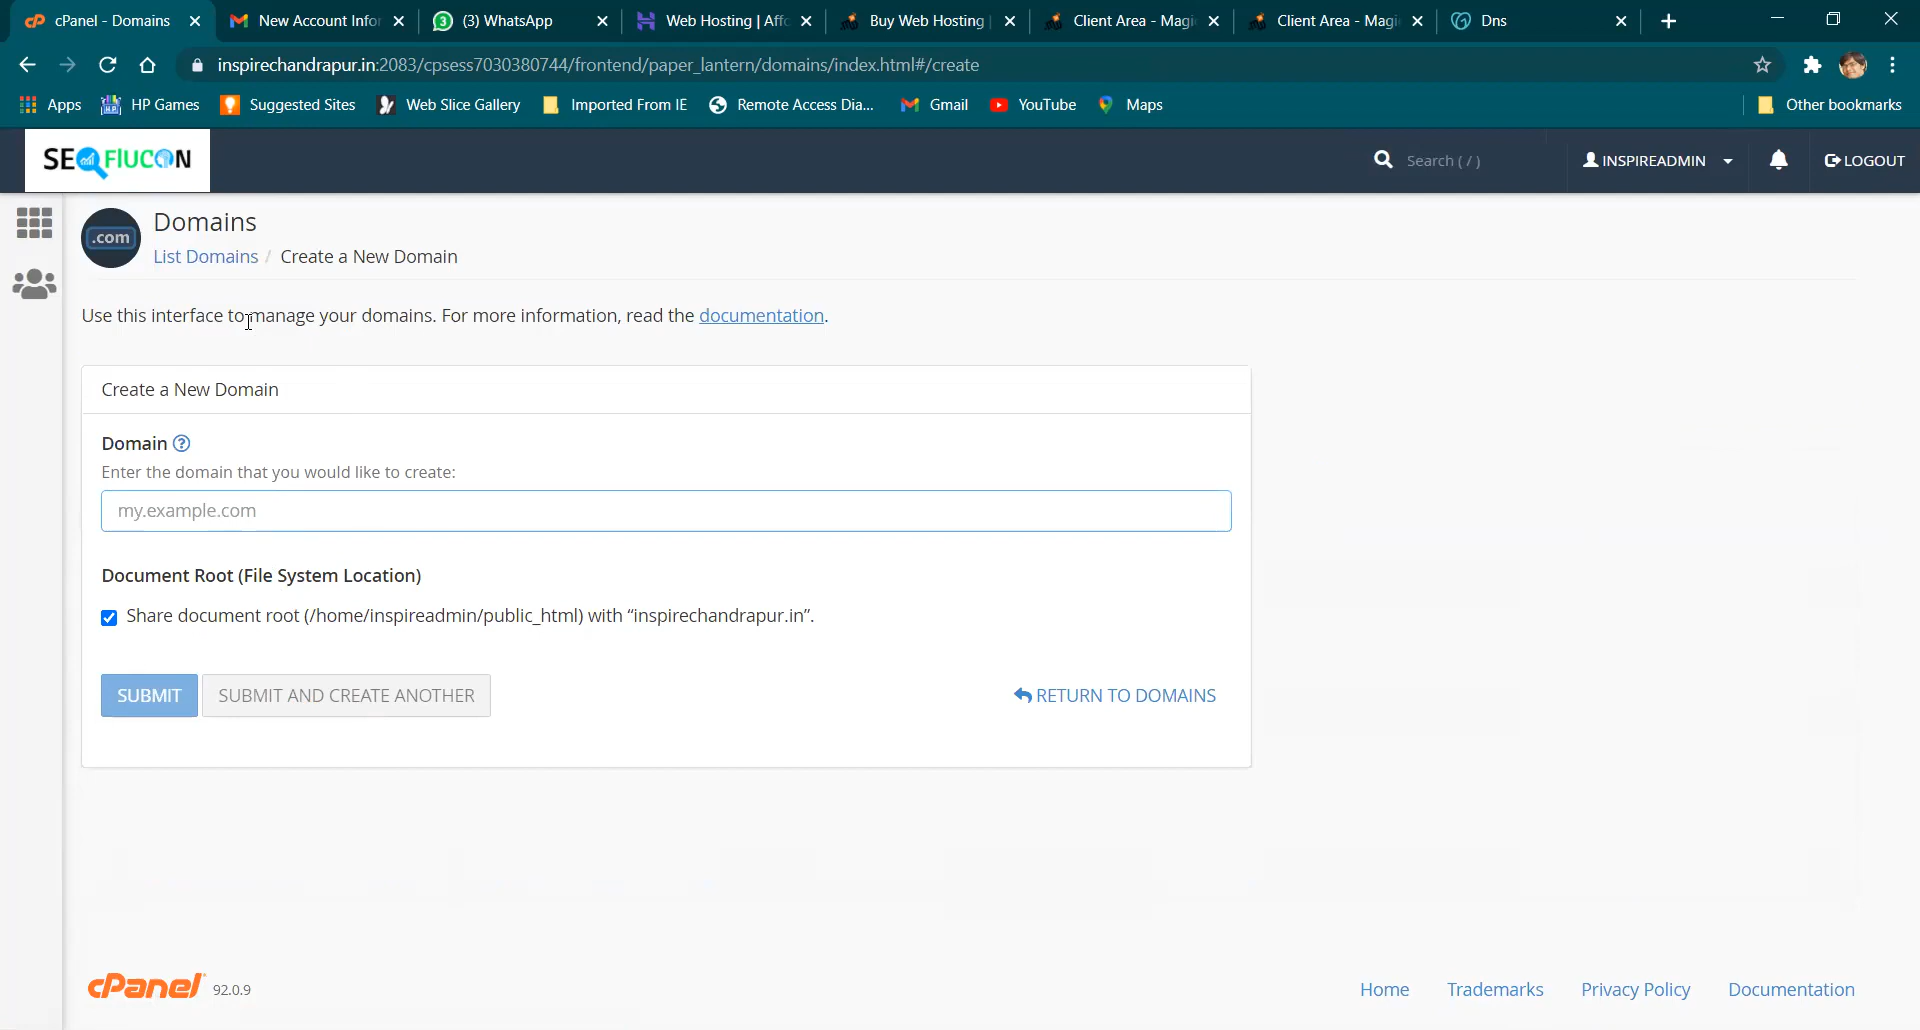 cPanel - Domains
New Account Infor
(3) WhatsApp
Web Hosting | Affo
Buy Web Hosting |
Client Area - Magi
Client Area - Magi
Dns
inspirechandrapur.in:2083/cpsess7030380744/frontend/paper_lantern/domains/index.html#/create
Apps
HP Games
Suggested Sites
Web Slice Gallery
Imported From IE
Remote Access Dia...
Gmail
YouTube
Maps
Other bookmarks
SEO FIUCON
Search ( / )
INSPIREADMIN
LOGOUT
.com
Domains
List Domains / Create a New Domain
Use this interface to manage your domains. For more information, read the documentation.
Create a New Domain
Domain ?
Enter the domain that you would like to create:
my.example.com
Document Root (File System Location)
Share document root (/home/inspireadmin/public_html) with “inspirechandrapur.in”.
SUBMIT
SUBMIT AND CREATE ANOTHER
RETURN TO DOMAINS
cPanel 92.0.9
Home
Trademarks
Privacy Policy
Documentation